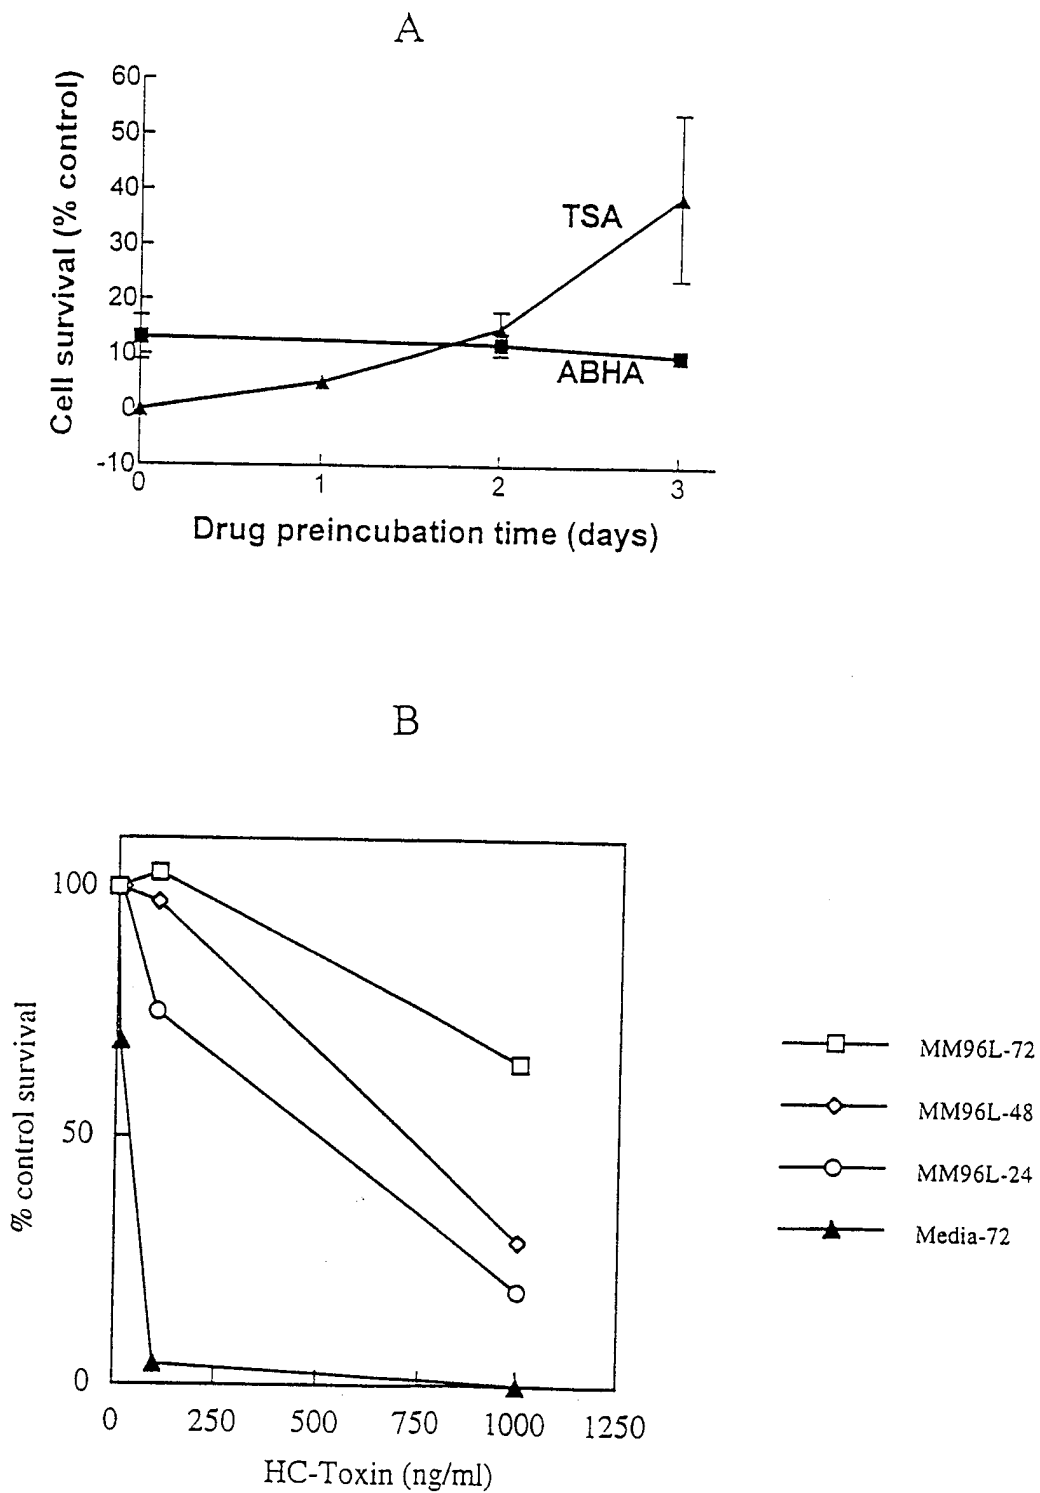 A
60
50
40
30
20
10
0
-10
Cell survival (% control)
TSA
ABHA
0 1 2 3
Drug preincubation time (days)
B
100
50
0
% control survival
0 250 500 750 1000 1250
HC-Toxin (ng/ml)
MM96L-72
MM96L-48
MM96L-24
Media-72